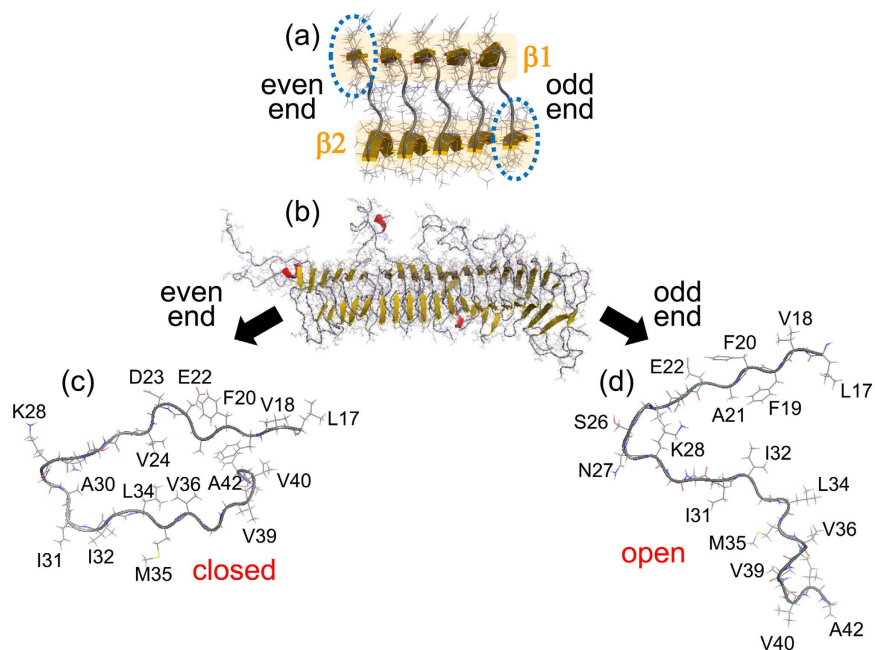 (a)
β1
even
end
odd
end
β2
(b)
even
end
odd
end
(c)
D23
E22
F20
V18
L17
K28
V24
A30
L34
V36
A42
V40
I31
I32
M35
V39
closed
(d)
V18
F20
E22
L17
A21
F19
S26
K28
N27
I32
L34
I31
M35
V36
V39
open
A42
V40